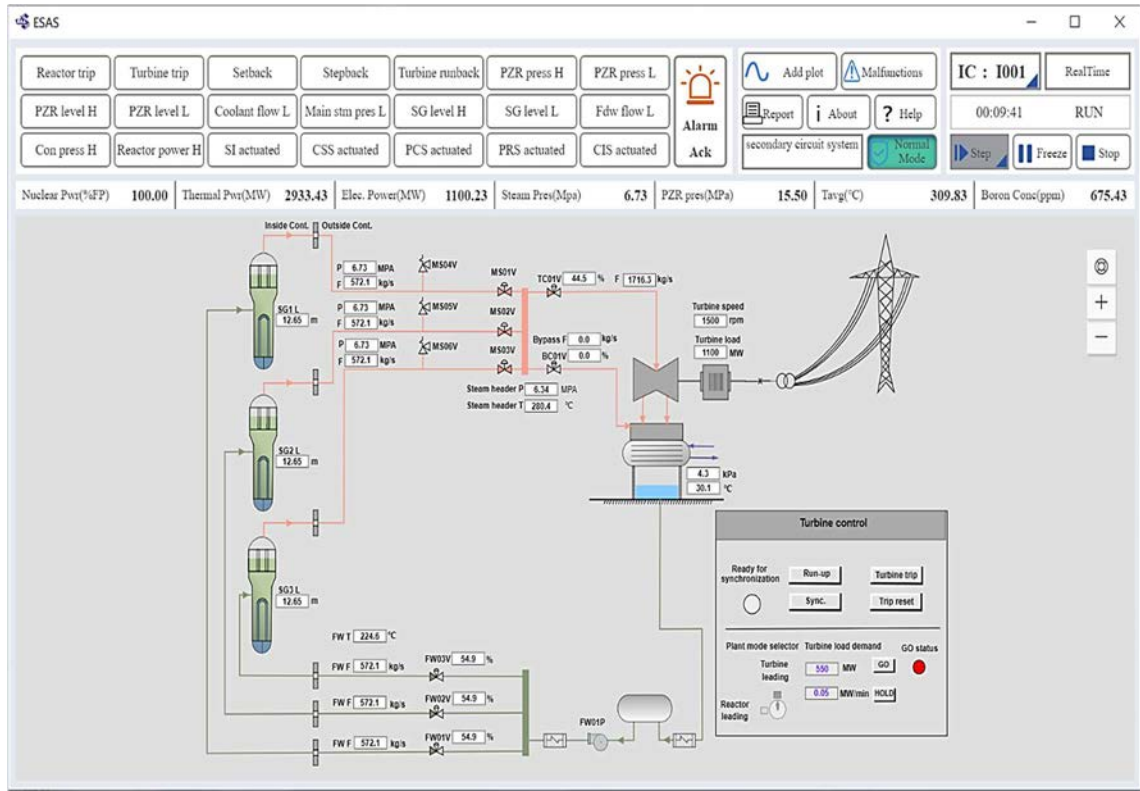 ESAS
Reactor trip Turbine trip Setback Stepback Turbine runback PZR press H PZR press L
PZR level H PZR level L Coolant flow L Main stm pres L SG level H SG level L Fdw flow L
Con press H Reactor power H SI actuated CSS actuated PCS actuated PRS actuated CIS actuated
Alarm
Ack
Add plot Malfunctions
Report i About ? Help
secondary circuit system Normal
Mode
IC : I001 RealTime
00:09:41 RUN
Step Freeze Stop
Nuclear Pwr(%FP) 100.00 Thermal Pwr(MW) 2933.43 Elec. Power(MW) 1100.23 Steam Pres(Mpa) 6.73 PZR pres(MPa) 15.50 Tavg(°C) 309.83 Boron Conc(ppm) 675.43
Inside Cont. Outside Cont.
P 6.73 MPA MS04V
F 572.1 kg/s
MS01V
TC01V 44.5 % F 1716.3 kg/s
SG1 L
12.65 m
P 6.73 MPA MS05V
F 572.1 kg/s
MS02V
Turbine speed
1500 rpm
Turbine load
1100 MW
P 6.73 MPA MS06V
F 572.1 kg/s
MS03V
Bypass F 0.0 kg/s
BC01V 0.0 %
Steam header P 6.34 MPA
Steam header T 280.4 °C
SG2 L
12.65 m
4.3 kPa
30.1 °C
SG3 L
12.65 m
FW T 224.6 °C
FW F 572.1 kg/s FW03V 54.9 %
FW F 572.1 kg/s FW02V 54.9 %
FW F 572.1 kg/s FW01V 54.9 %
FW01P
Turbine control
Ready for
synchronization
Run-up Turbine trip
Sync. Trip reset
Plant mode selector Turbine load demand GO status
Turbine
leading
550 MW GO
0.05 MW/min HOLD
Reactor
leading